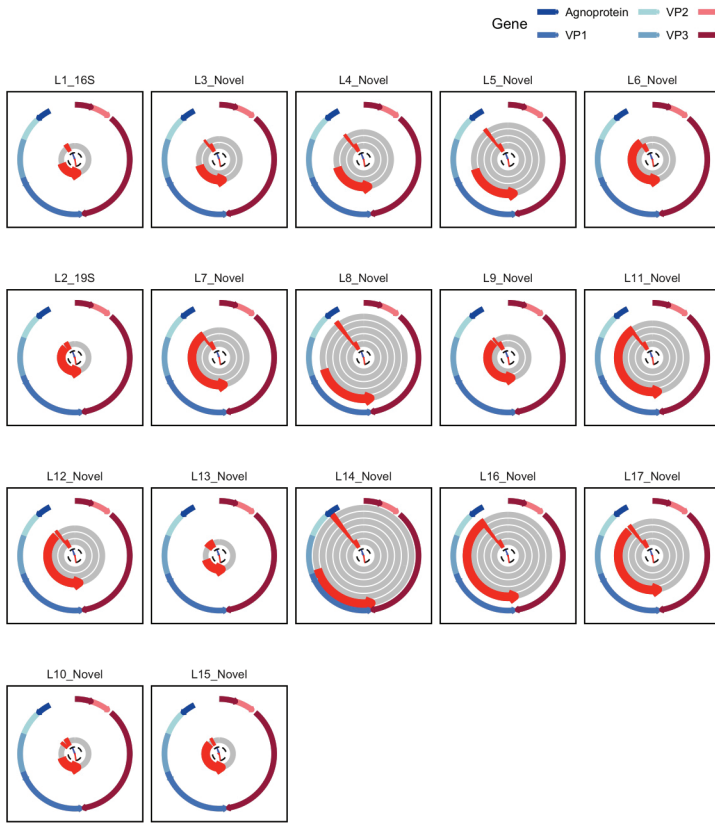 Gene Agnoprotein VP2
VP1 VP3
L1_16S L3_Novel L4_Novel L5_Novel L6_Novel
L2_19S L7_Novel L8_Novel L9_Novel L11_Novel
L12_Novel L13_Novel L14_Novel L16_Novel L17_Novel
L10_Novel L15_Novel